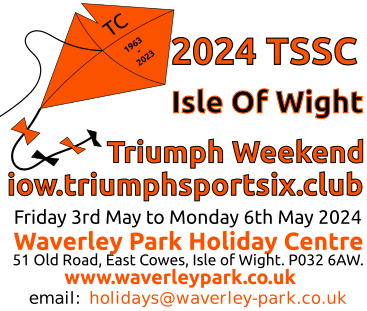 TC
1963
-
2023
2024 TSSC
Isle Of Wight
Triumph Weekend
iow.triumphsportsix.club
Friday 3rd May to Monday 6th May 2024
Waverley Park Holiday Centre
51 Old Road, East Cowes, Isle of Wight. P032 6AW.
www.waverleypark.co.uk
email: holidays@waverley-park.co.uk